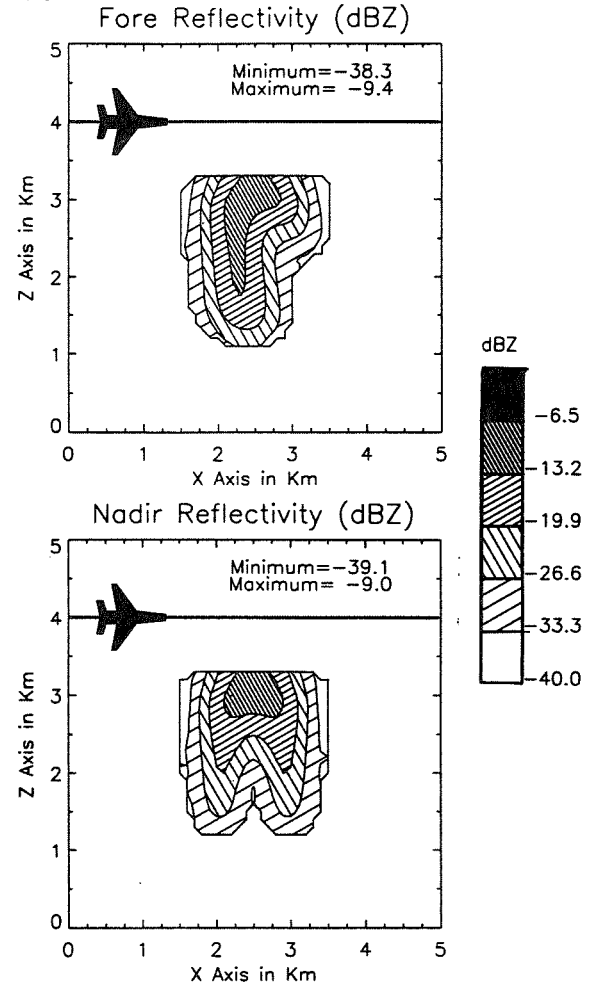 Fore Reflectivity (dBZ)
Minimum=-38.3
Maximum= -9.4
5
4
3
2
1
0
Z Axis in Km
0 1 2 3 4 5
X Axis in Km
Nadir Reflectivity (dBZ)
Minimum=-39.1
Maximum= -9.0
5
4
3
2
1
0
Z Axis in Km
0 1 2 3 4 5
X Axis in Km
dBZ
-6.5
-13.2
-19.9
-26.6
-33.3
-40.0